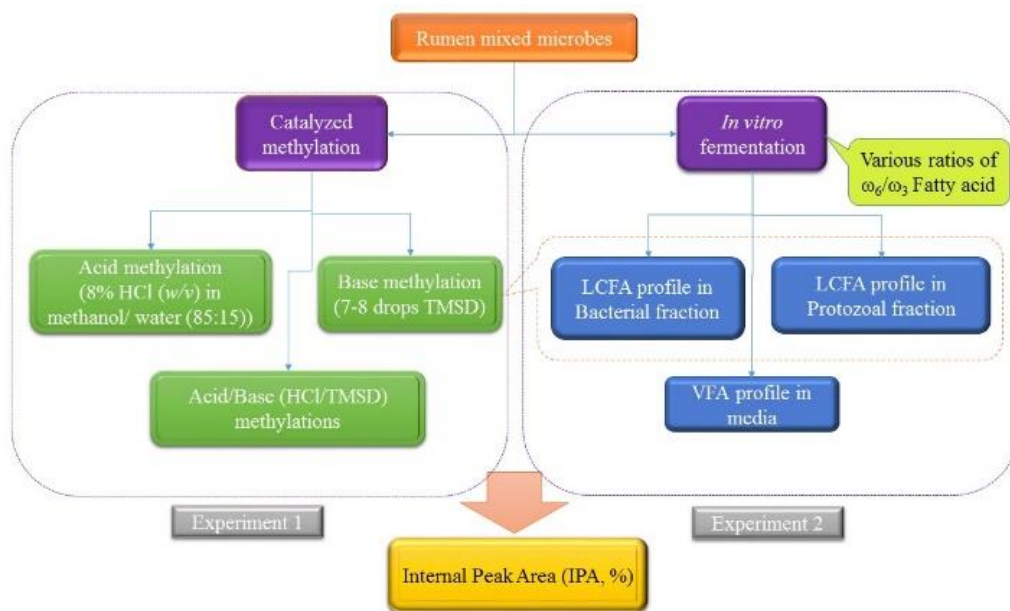 Rumen mixed microbes
Catalyzed
methylation
In vitro
fermentation
Various ratios of
ω₆/ω₃ Fatty acid
Acid methylation
(8% HCl (w/v) in
methanol/ water (85:15))
Base methylation
(7-8 drops TMSD)
LCFA profile in
Bacterial fraction
LCFA profile in
Protozoal fraction
Acid/Base (HCl/TMSD)
methylations
VFA profile in
media
Experiment 1
Experiment 2
Internal Peak Area (IPA, %)